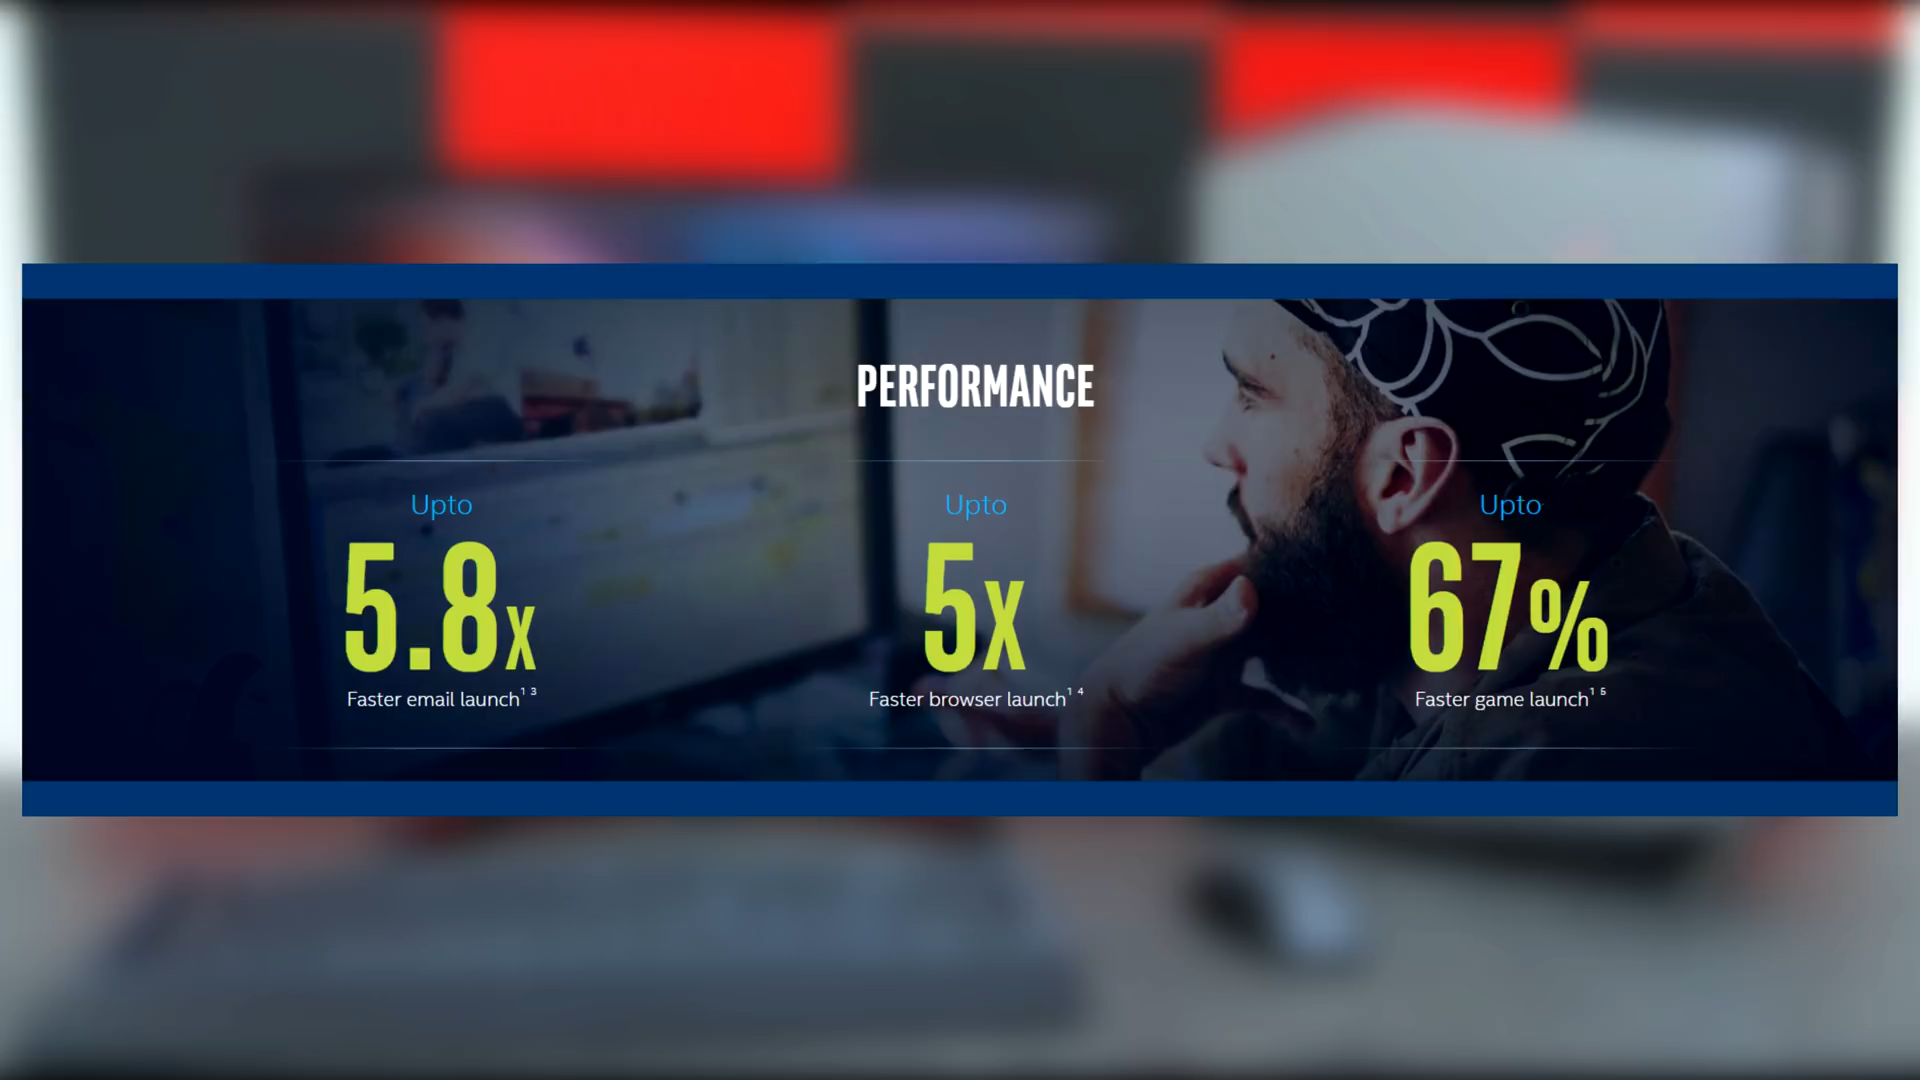 PERFORMANCE
Upto
5.8x
Faster email launch¹ ³
Upto
5x
Faster browser launch¹ ⁴
Upto
67%
Faster game launch¹ ⁵